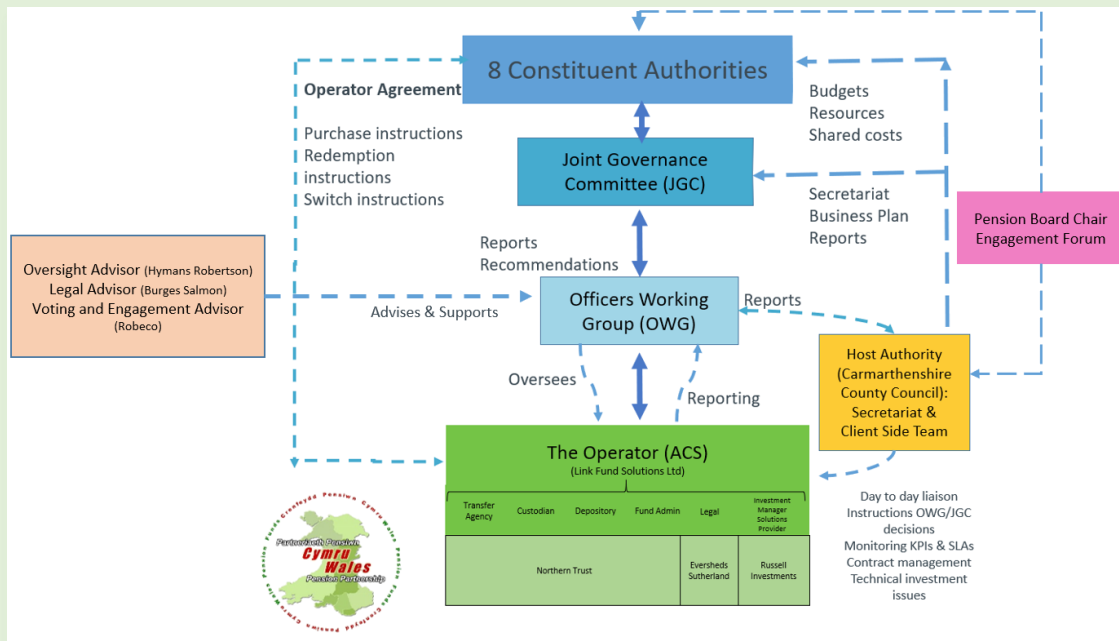 8 Constituent Authorities
Operator Agreement
Purchase instructions
Redemption
instructions
Switch instructions
Budgets
Resources
Shared costs
Joint Governance
Committee (JGC)
Secretariat
Business Plan
Reports
Pension Board Chair
Engagement Forum
Oversight Advisor (Hymans Robertson)
Legal Advisor (Burges Salmon)
Voting and Engagement Advisor
(Robeco)
Advises & Supports
Reports
Recommendations
Officers Working
Group (OWG)
Reports
Host Authority
(Carmarthenshire
County Council):
Secretariat &
Client Side Team
Oversees
Reporting
The Operator (ACS)
(Link Fund Solutions Ltd)
Transfer
Agency
Custodian
Depository
Fund Admin
Legal
Investment
Manager
Solutions
Provider
Northern Trust
Eversheds
Sutherland
Russell
Investments
Day to day liaison
Instructions OWG/JGC
decisions
Monitoring KPIs & SLAs
Contract management
Technical investment
issues
Partneriaeth Pensiwn
Cymru
Wales
Pension Partnership